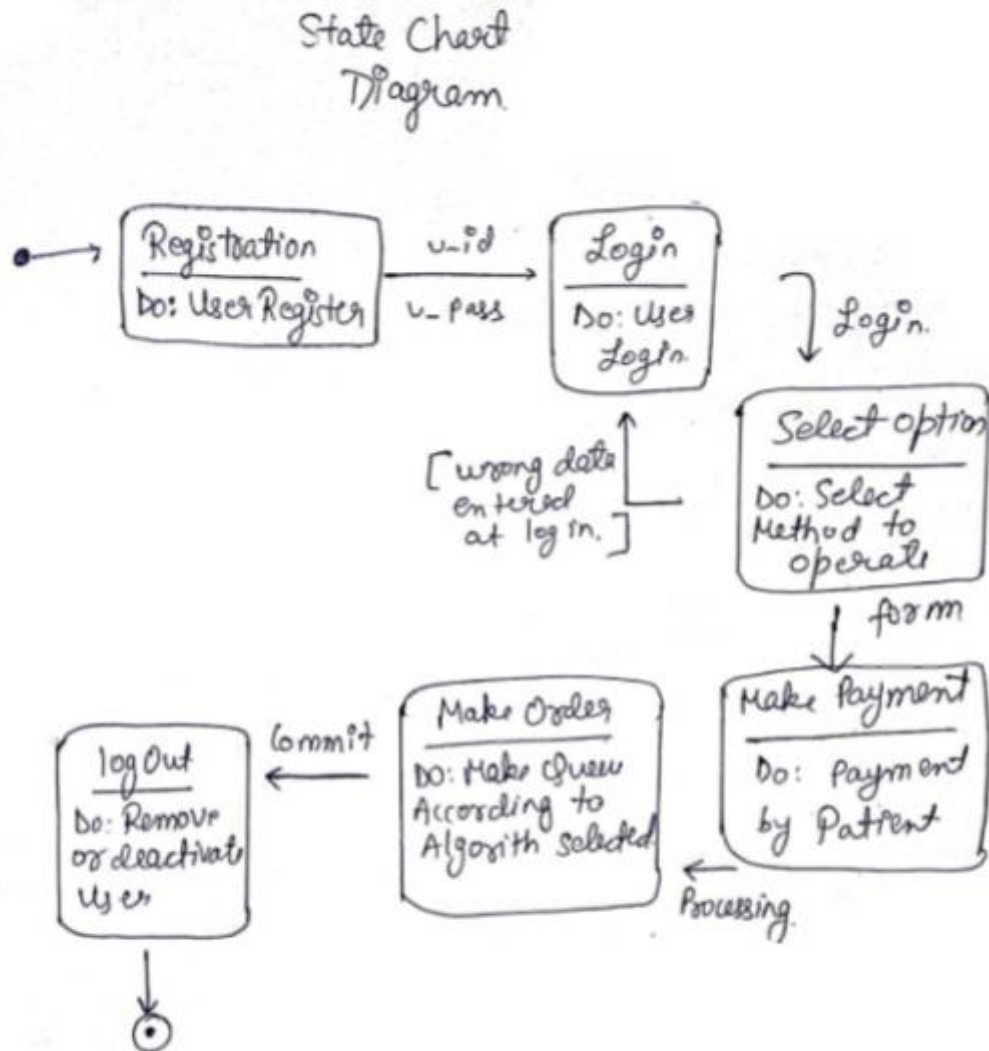 State Chart
Diagram
Registration
Do: User Register
u_id
u_pass
Login
Do: User
Login.
Login.
Select option
Do: Select
Method to
operate
[wrong data
entered
at log in.]
form
Make Payment
Do: Payment
by Patient
Processing.
Make Order
Do: Make
According to
Algorith selected
Commit
log Out
Do: Remove
or deactivate
User